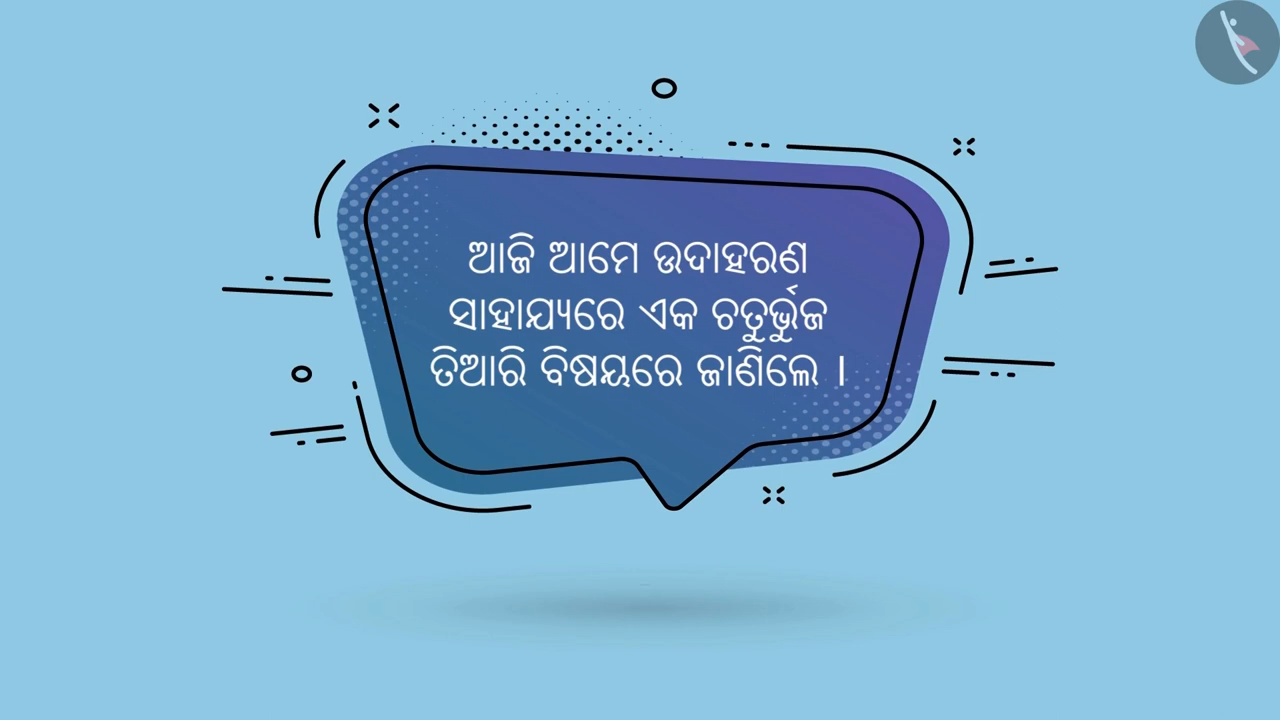 ଆଜି ଆମେ ଉଦାହରଣ
ସାହାଯ୍ୟରେ ଏକ ଚତୁର୍ଭୁଜ
ତିଆରି ବିଷୟରେ ଜାଣିଲେ ।